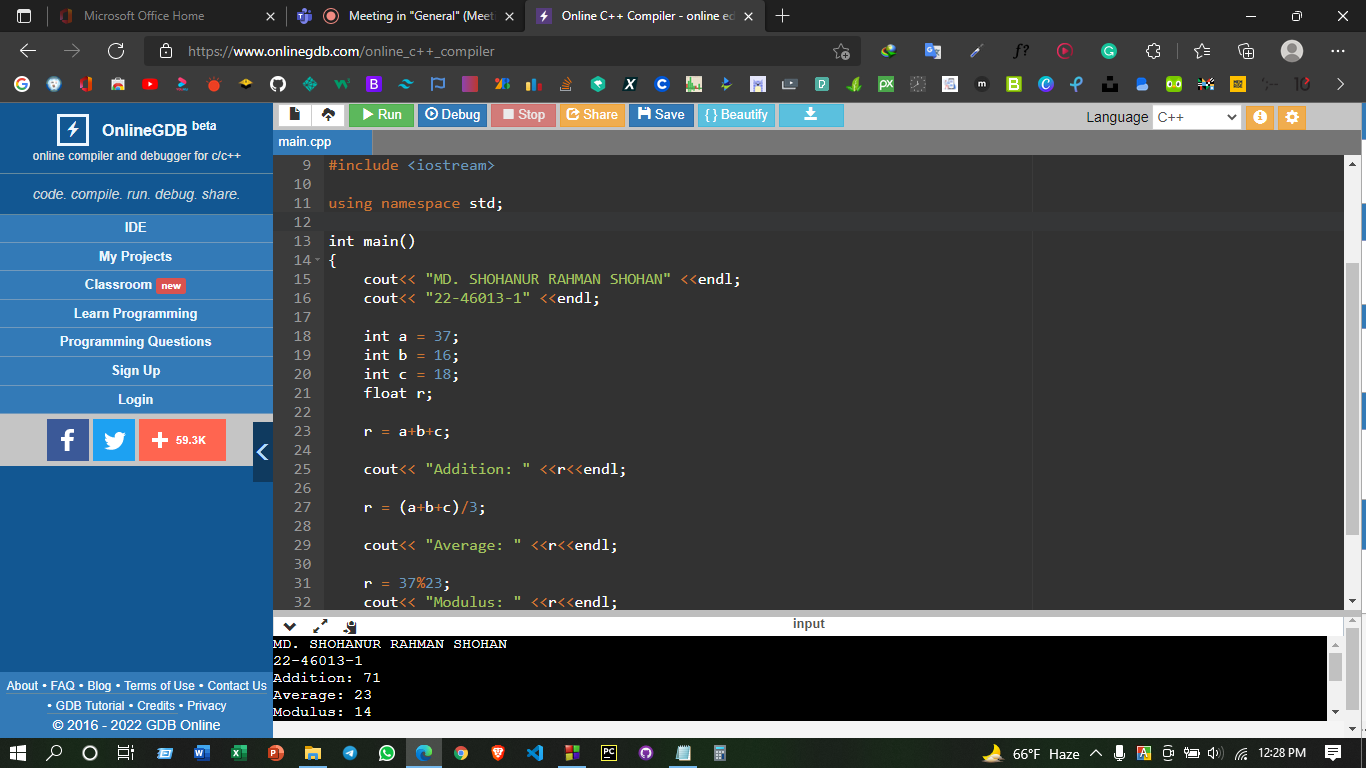 Microsoft Office Home
Meeting in "General" (Meet
Online C++ Compiler - online ed
https://www.onlinegdb.com/online_c++_compiler
OnlineGDB beta
online compiler and debugger for c/c++
code. compile. run. debug. share.
IDE
My Projects
Classroom new
Learn Programming
Programming Questions
Sign Up
Login
59.3K
About • FAQ • Blog • Terms of Use • Contact Us
• GDB Tutorial • Credits • Privacy
© 2016 - 2022 GDB Online
Run Debug Stop Share Save { } Beautify
Language C++
main.cpp
9 #include <iostream>
10
11 using namespace std;
12
13 int main()
14 {
15     cout<< "MD. SHOHANUR RAHMAN SHOHAN" <<endl;
16     cout<< "22-46013-1" <<endl;
17
18     int a = 37;
19     int b = 16;
20     int c = 18;
21     float r;
22
23     r = a+b+c;
24
25     cout<< "Addition: " <<r<<endl;
26
27     r = (a+b+c)/3;
28
29     cout<< "Average: " <<r<<endl;
30
31     r = 37%23;
32     cout<< "Modulus: " <<r<<endl;
input
MD. SHOHANUR RAHMAN SHOHAN
22-46013-1
Addition: 71
Average: 23
Modulus: 14
66°F Haze
12:28 PM